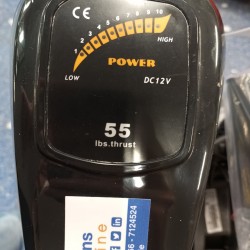 CE
1 2 3 4 5 6 7 8 9 10
LOW HIGH
POWER
DC12V
55
lbs.thrust
7124524